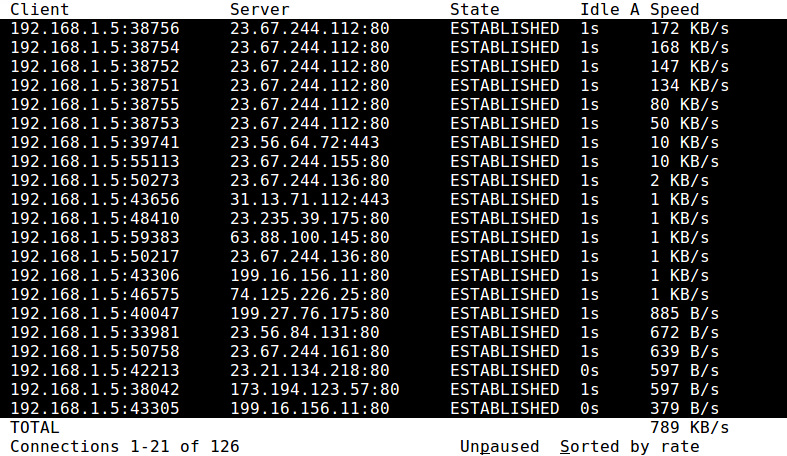 Client Server State Idle A Speed
192.168.1.5:38756 23.67.244.112:80 ESTABLISHED 1s 172 KB/s
192.168.1.5:38754 23.67.244.112:80 ESTABLISHED 1s 168 KB/s
192.168.1.5:38752 23.67.244.112:80 ESTABLISHED 1s 147 KB/s
192.168.1.5:38751 23.67.244.112:80 ESTABLISHED 1s 134 KB/s
192.168.1.5:38755 23.67.244.112:80 ESTABLISHED 1s 80 KB/s
192.168.1.5:38753 23.67.244.112:80 ESTABLISHED 1s 50 KB/s
192.168.1.5:39741 23.56.64.72:443 ESTABLISHED 1s 10 KB/s
192.168.1.5:55113 23.67.244.155:80 ESTABLISHED 1s 10 KB/s
192.168.1.5:50273 23.67.244.136:80 ESTABLISHED 1s 2 KB/s
192.168.1.5:43656 31.13.71.112:443 ESTABLISHED 1s 1 KB/s
192.168.1.5:48410 23.235.39.175:80 ESTABLISHED 1s 1 KB/s
192.168.1.5:59383 63.88.100.145:80 ESTABLISHED 1s 1 KB/s
192.168.1.5:50217 23.67.244.136:80 ESTABLISHED 1s 1 KB/s
192.168.1.5:43306 199.16.156.11:80 ESTABLISHED 1s 1 KB/s
192.168.1.5:46575 74.125.226.25:80 ESTABLISHED 1s 1 KB/s
192.168.1.5:40047 199.27.76.175:80 ESTABLISHED 1s 885 B/s
192.168.1.5:33981 23.56.84.131:80 ESTABLISHED 1s 672 B/s
192.168.1.5:50758 23.67.244.161:80 ESTABLISHED 1s 639 B/s
192.168.1.5:42213 23.21.134.218:80 ESTABLISHED 0s 597 B/s
192.168.1.5:38042 173.194.123.57:80 ESTABLISHED 1s 597 B/s
192.168.1.5:43305 199.16.156.11:80 ESTABLISHED 0s 379 B/s
TOTAL 789 KB/s
Connections 1-21 of 126 Unpaused Sorted by rate